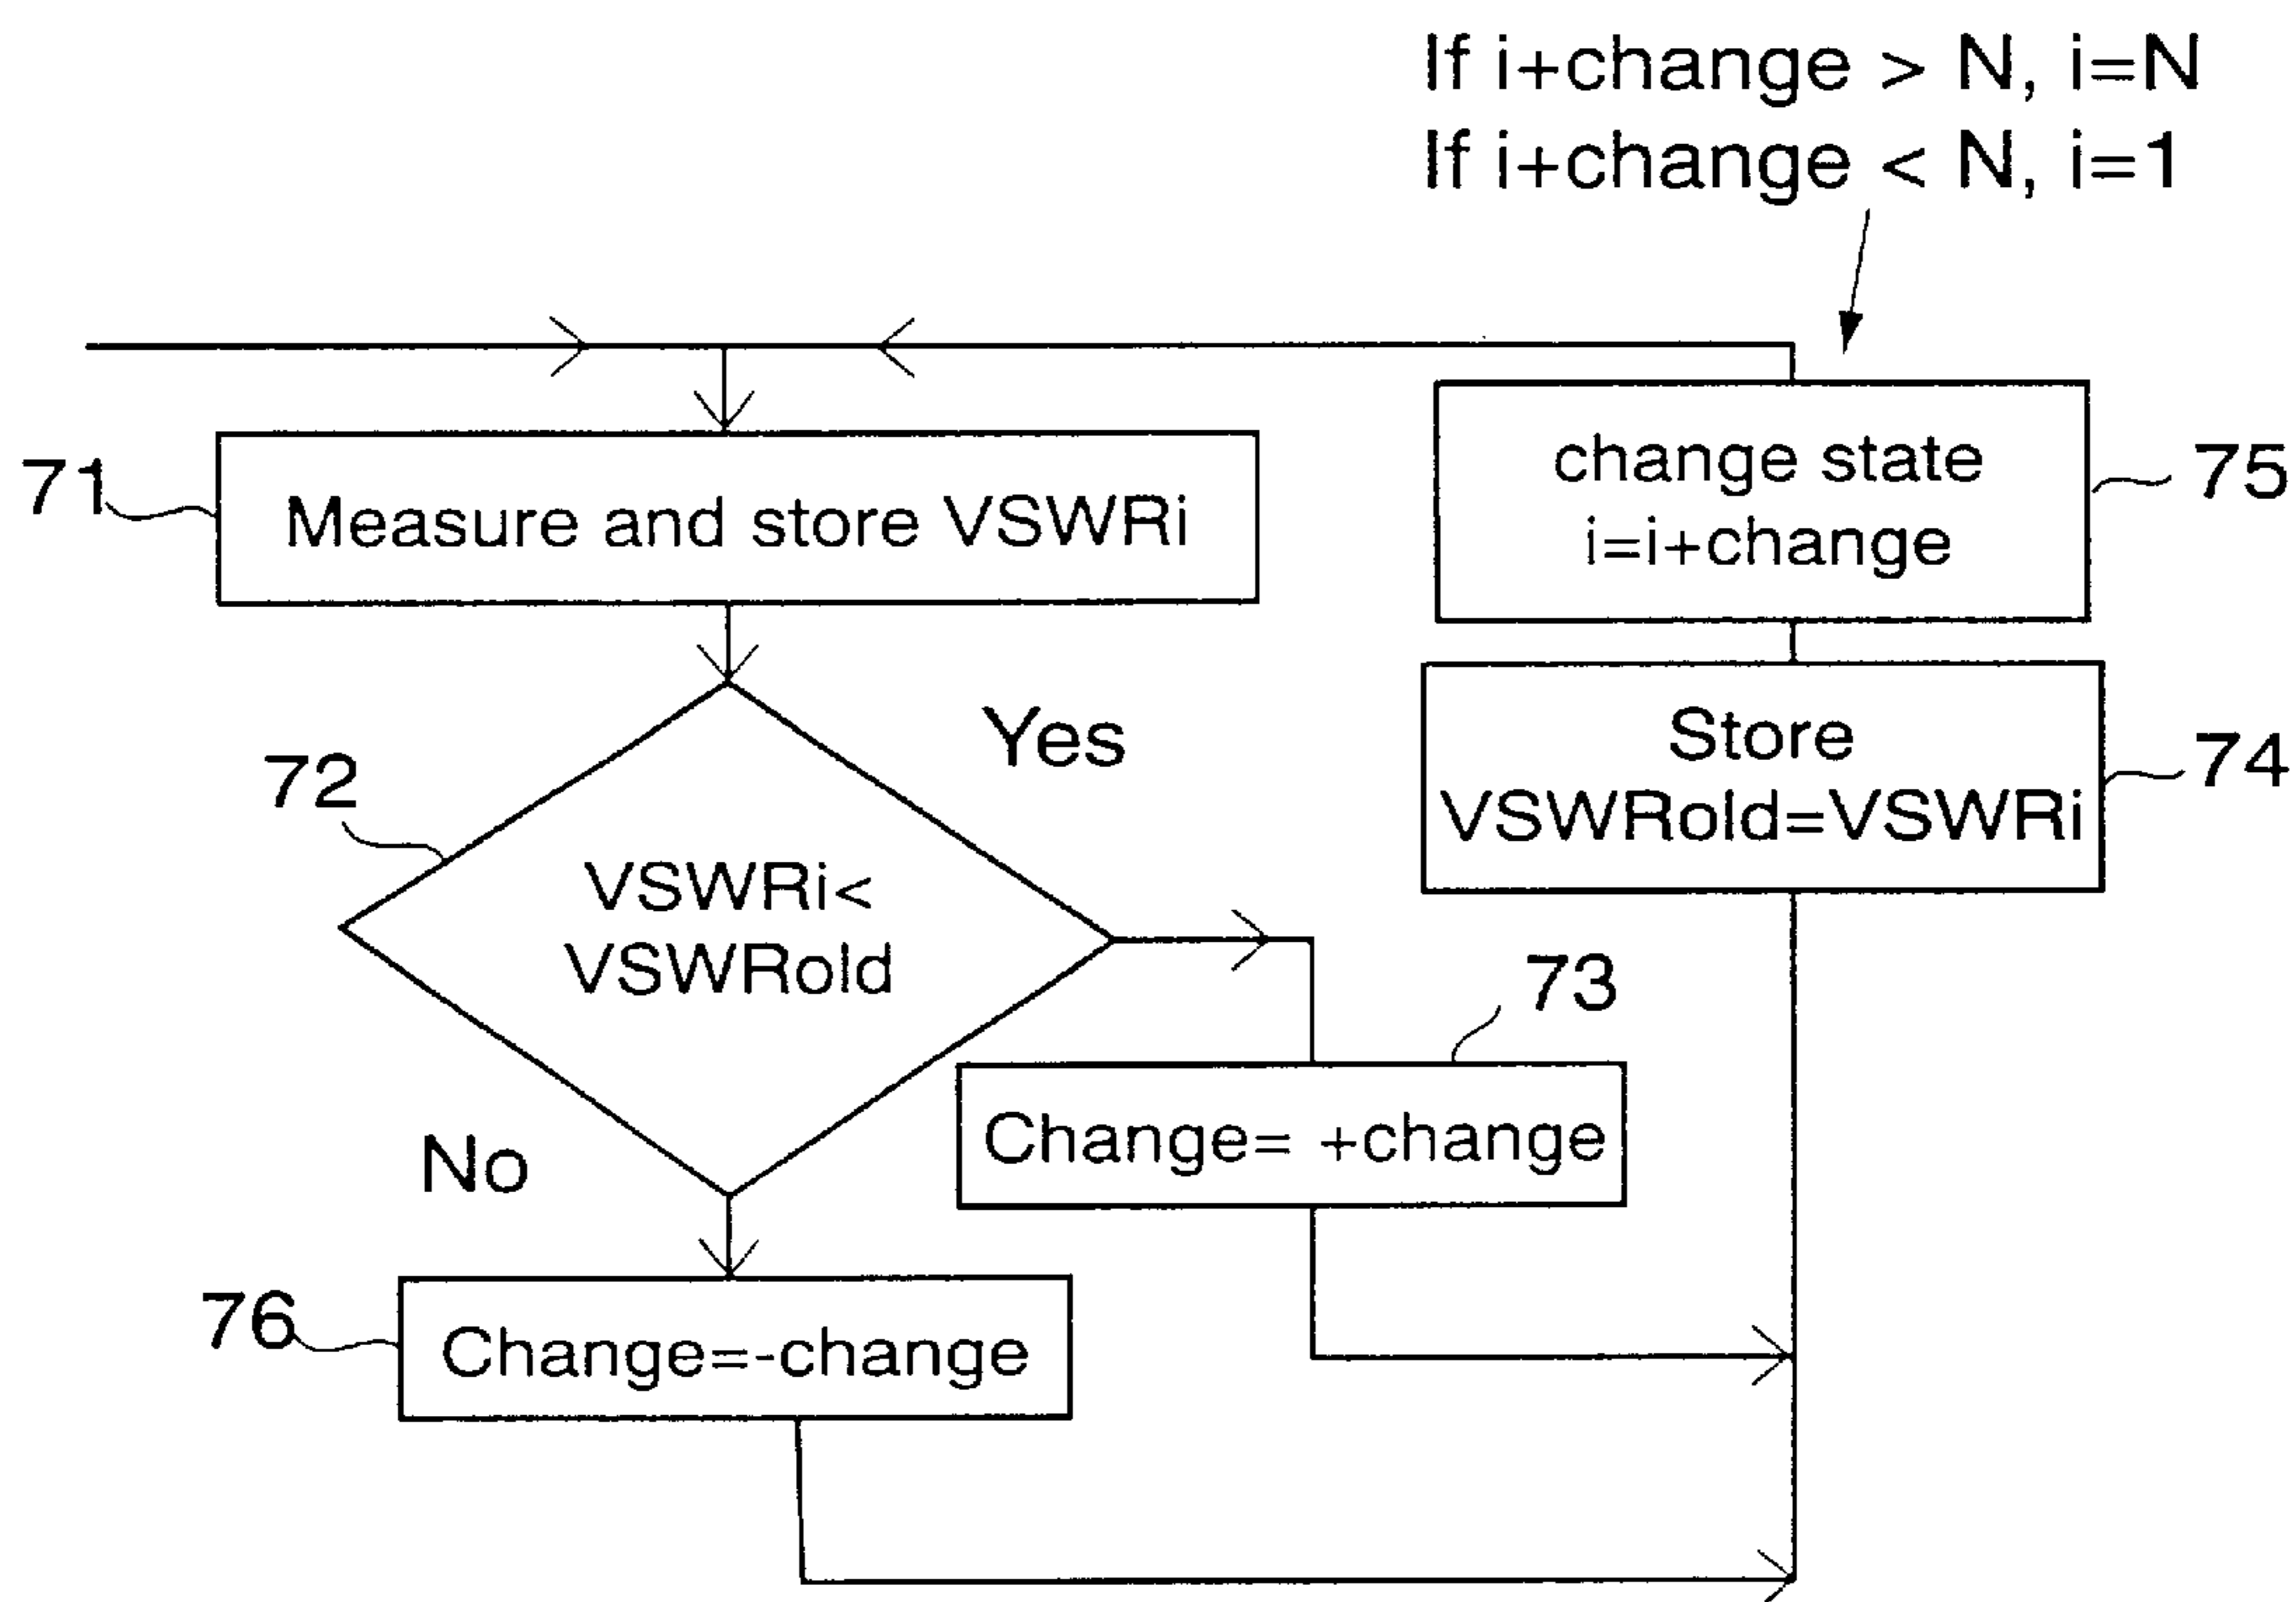 If i+change > N, i=N
If i+change < N, i=1
71
Measure and store VSWRi
change state
i=i+change
75
72
Yes
Store
VSWRold=VSWRi
74
VSWRi<
VSWRold
73
Change= +change
No
76
Change=-change